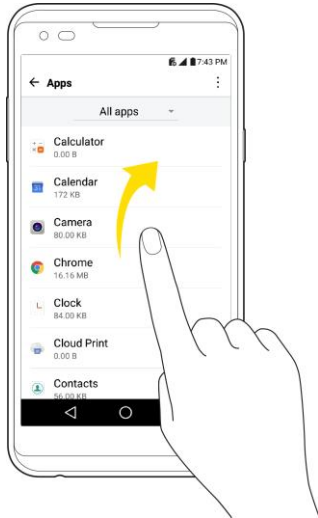 7:43 PM
Apps
All apps
Calculator
0.00 B
Calendar
172 KB
Camera
80.00 KB
Chrome
16.16 MB
Clock
84.00 KB
Cloud Print
0.00 B
Contacts
56.00 KB